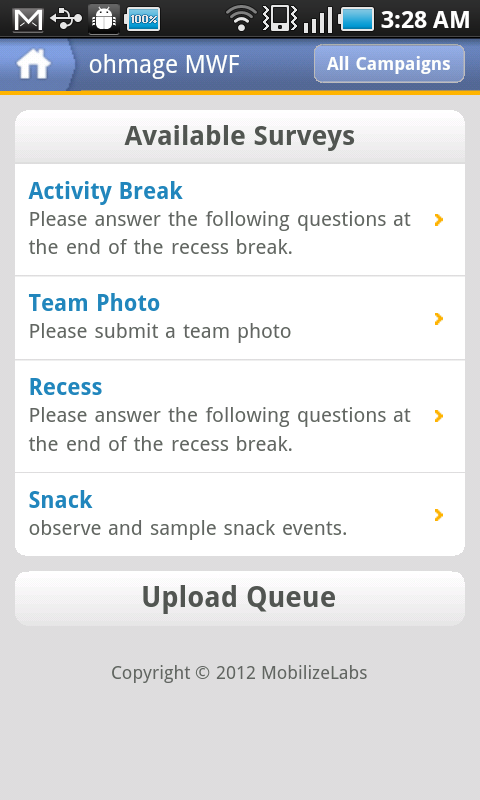 100% 3:28 AM
ohmage MWF All Campaigns
Available Surveys
Activity Break
Please answer the following questions at
the end of the recess break.
Team Photo
Please submit a team photo
Recess
Please answer the following questions at
the end of the recess break.
Snack
observe and sample snack events.
Upload Queue
Copyright © 2012 MobilizeLabs